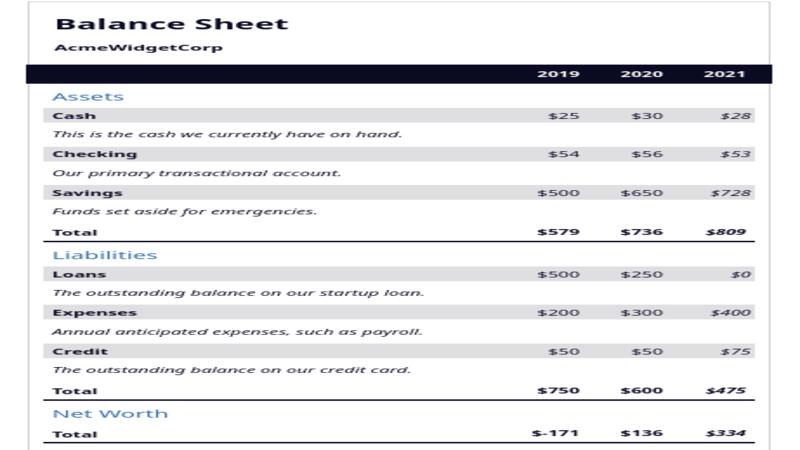 Balance Sheet
AcmeWidgetCorp
2019 2020 2021
Assets
Cash $25 $30 $28
This is the cash we currently have on hand.
Checking $54 $56 $53
Our primary transactional account.
Savings $500 $650 $728
Funds set aside for emergencies.
Total $579 $736 $809
Liabilities
Loans $500 $250 $0
The outstanding balance on our startup loan.
Expenses $200 $300 $400
Annual anticipated expenses, such as payroll.
Credit $50 $50 $75
The outstanding balance on our credit card.
Total $750 $600 $475
Net Worth
Total $-171 $136 $334